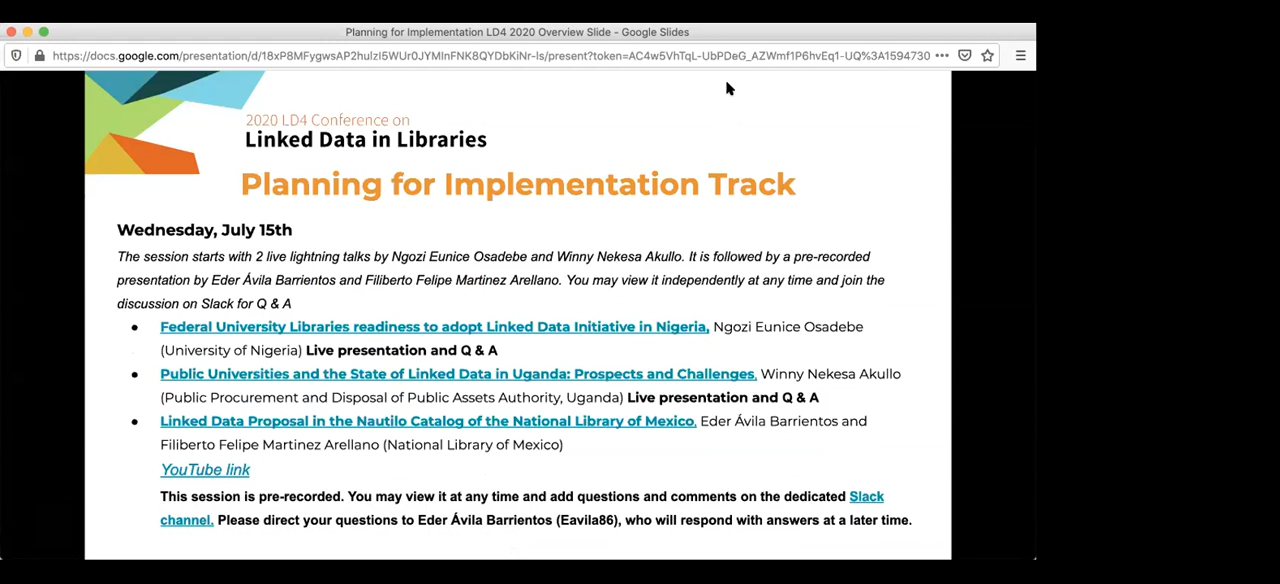 Planning for Implementation LD4 2020 Overview Slide - Google Slides
https://docs.google.com/presentation/d/18xP8MFygwsAP2hulzI5WUr0JYMInFNK8QYDbKiNr-Is/present?token=AC4w5VhTqL-UbPDeG_AZWmf1P6hvEq1-UQ%3A1594730
2020 LD4 Conference on
Linked Data in Libraries
Planning for Implementation Track
Wednesday, July 15th
The session starts with 2 live lightning talks by Ngozi Eunice Osadebe and Winny Nekesa Akullo. It is followed by a pre-recorded
presentation by Eder Ávila Barrientos and Filiberto Felipe Martinez Arellano. You may view it independently at any time and join the
discussion on Slack for Q & A
• Federal University Libraries readiness to adopt Linked Data Initiative in Nigeria, Ngozi Eunice Osadebe
(University of Nigeria) Live presentation and Q & A
• Public Universities and the State of Linked Data in Uganda: Prospects and Challenges, Winny Nekesa Akullo
(Public Procurement and Disposal of Public Assets Authority, Uganda) Live presentation and Q & A
• Linked Data Proposal in the Nautilo Catalog of the National Library of Mexico, Eder Ávila Barrientos and
Filiberto Felipe Martinez Arellano (National Library of Mexico)
YouTube link
This session is pre-recorded. You may view it at any time and add questions and comments on the dedicated Slack
channel. Please direct your questions to Eder Ávila Barrientos (Eavila86), who will respond with answers at a later time.